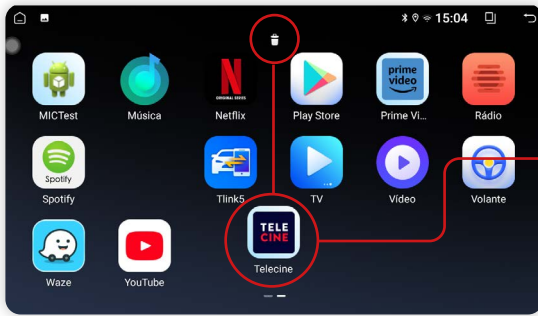 15:04
MICTest
Música
NETFLIX
ORIGINAL SERIES
Netflix
Play Store
prime video
Prime Vi...
Rádio
Spotify
Spotify
Tlink5
TV
Vídeo
Volante
Waze
YouTube
TELE
CINE
Telecine